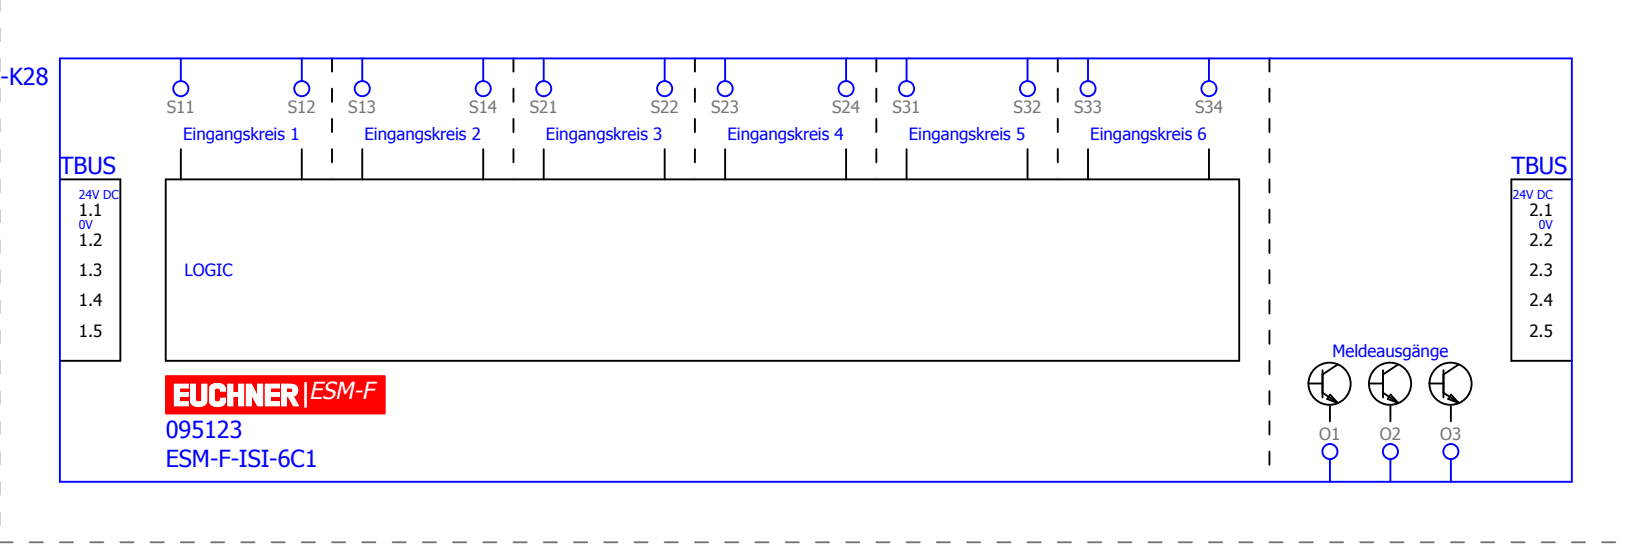 -K28
S11 S12 S13 S14 S21 S22 S23 S24 S31 S32 S33 S34
Eingangskreis 1 Eingangskreis 2 Eingangskreis 3 Eingangskreis 4 Eingangskreis 5 Eingangskreis 6
TBUS
24V DC
1.1
0V
1.2
1.3
1.4
1.5
LOGIC
EUCHNER ESM-F
095123
ESM-F-ISI-6C1
TBUS
24V DC
2.1
0V
2.2
2.3
2.4
2.5
Meldeausgänge
O1 O2 O3